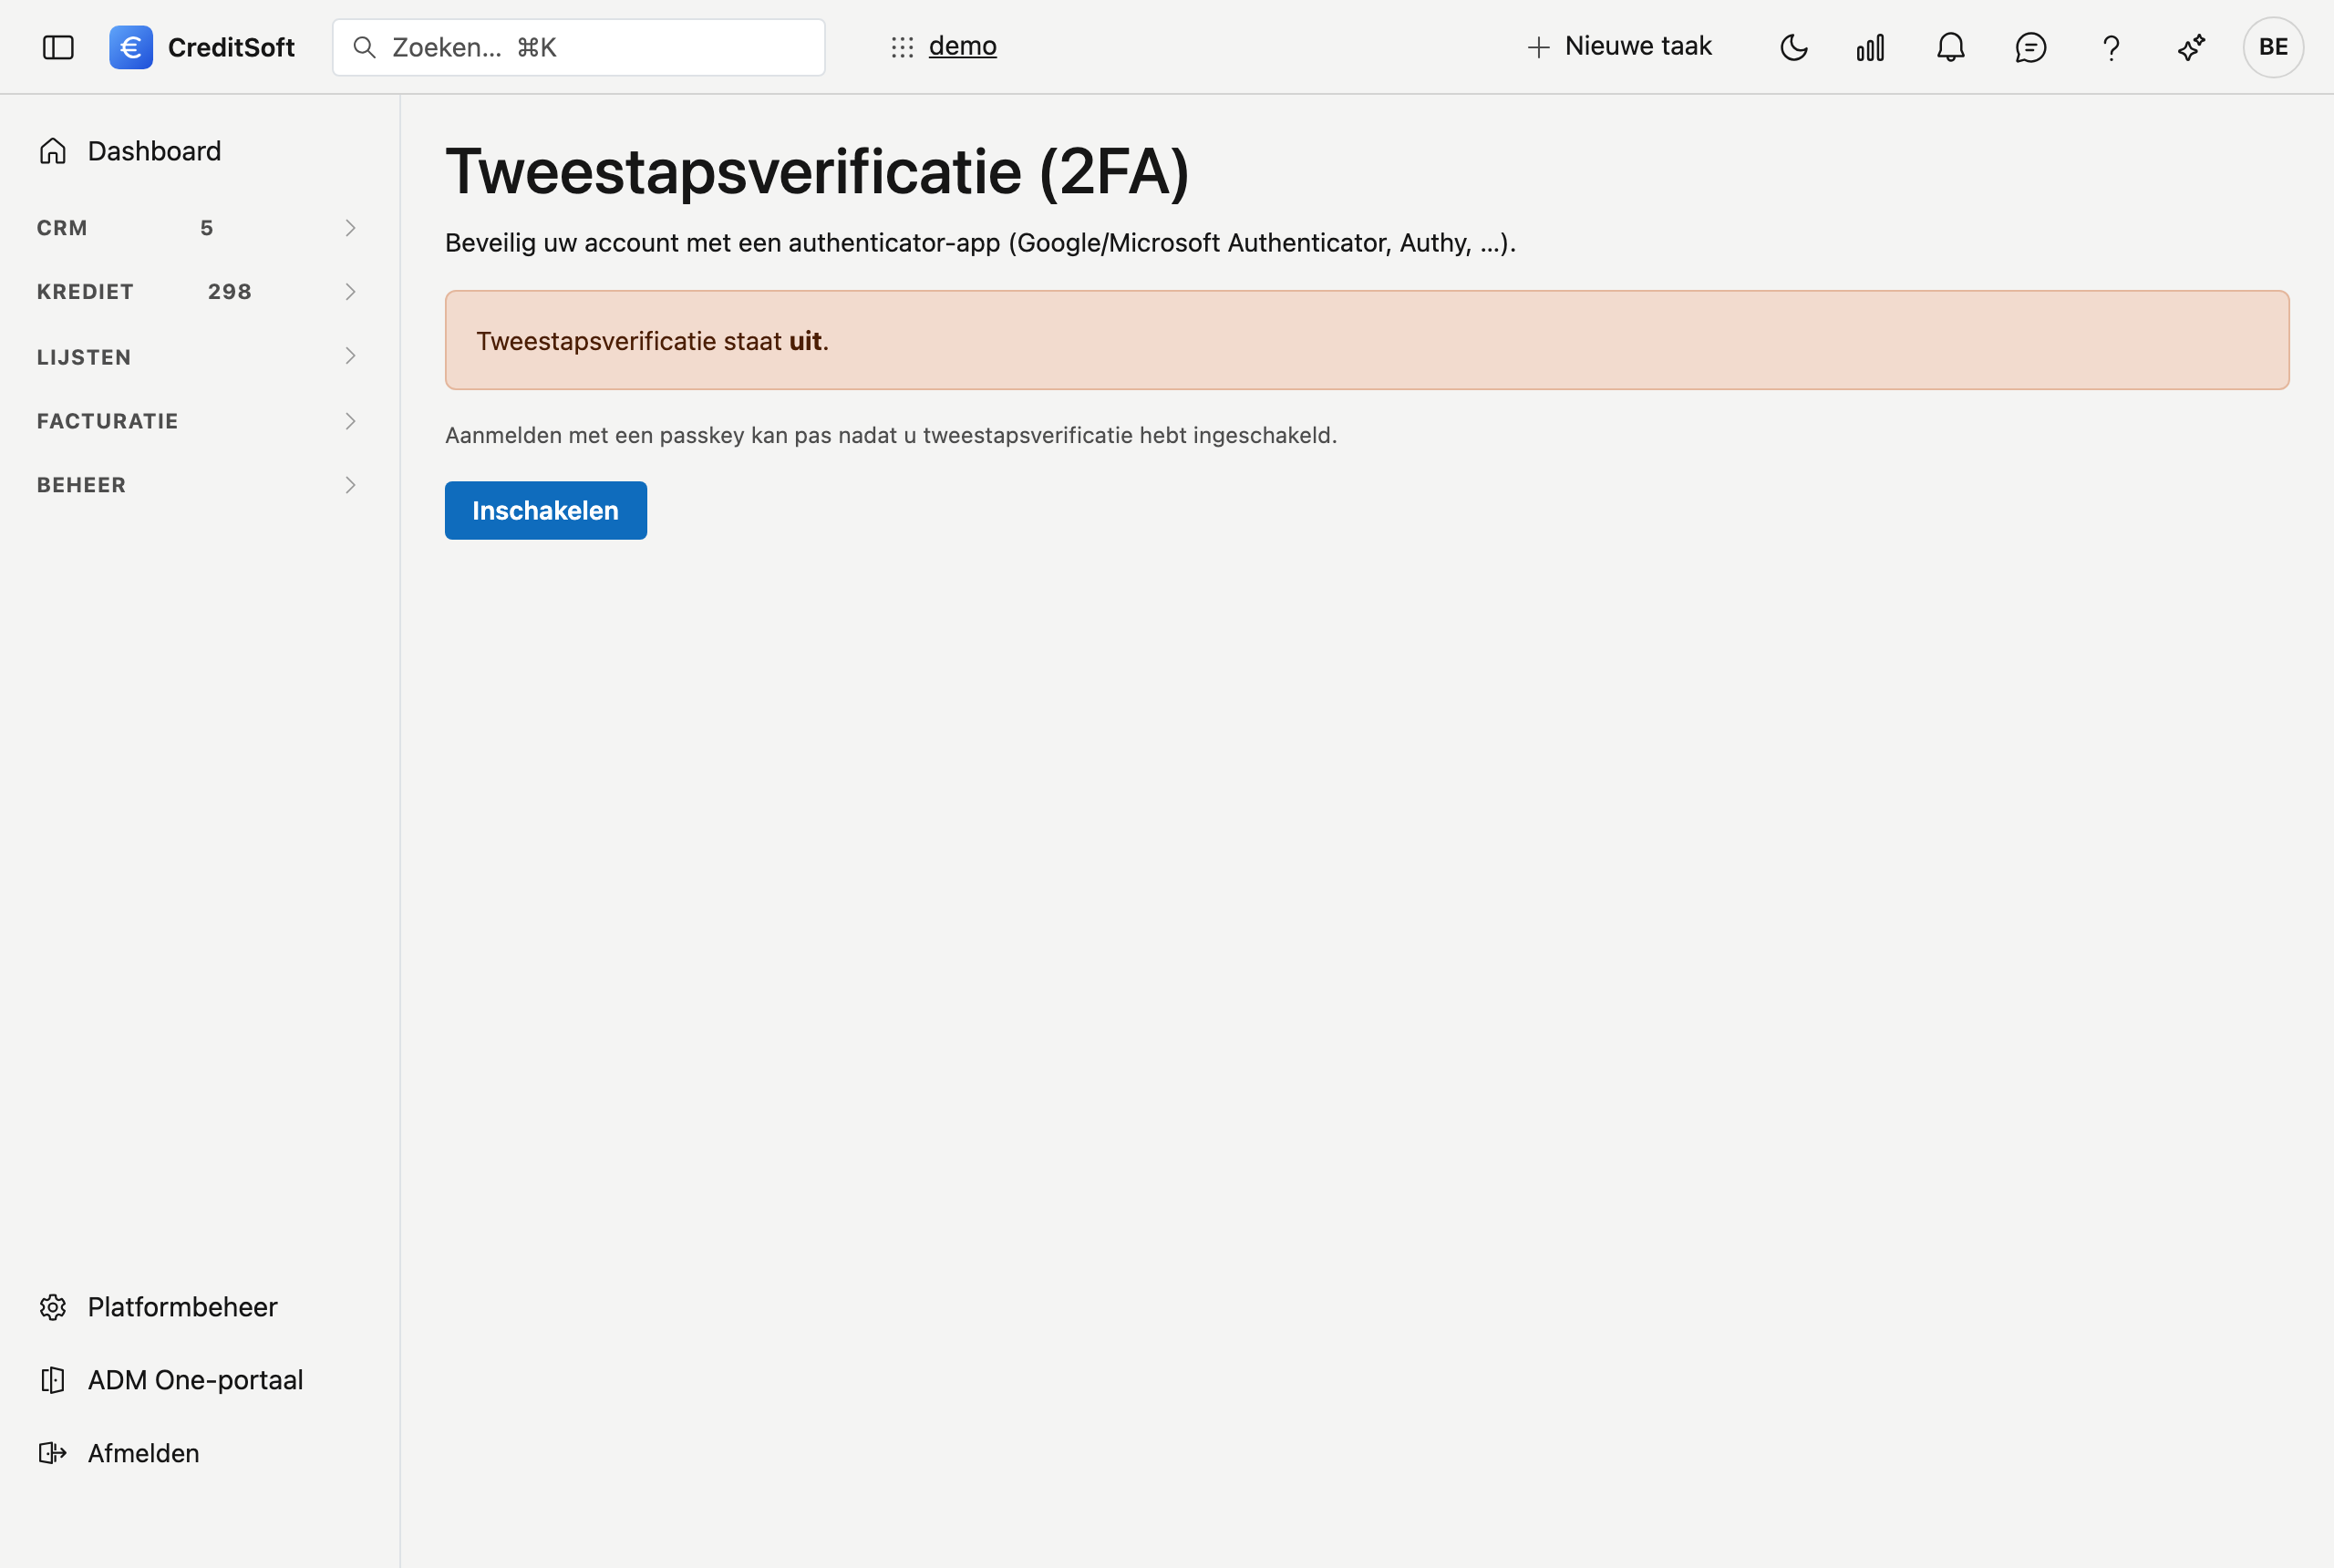 CreditSoft
Zoeken... ⌘K
demo
Nieuwe taak
BE
Dashboard
CRM 5
KREDIET 298
LIJSTEN
FACTURATIE
BEHEER
Tweestapsverificatie (2FA)
Beveilig uw account met een authenticator-app (Google/Microsoft Authenticator, Authy, ...).
Tweestapsverificatie staat uit.
Aanmelden met een passkey kan pas nadat u tweestapsverificatie hebt ingeschakeld.
Inschakelen
Platformbeheer
ADM One-portaal
Afmelden